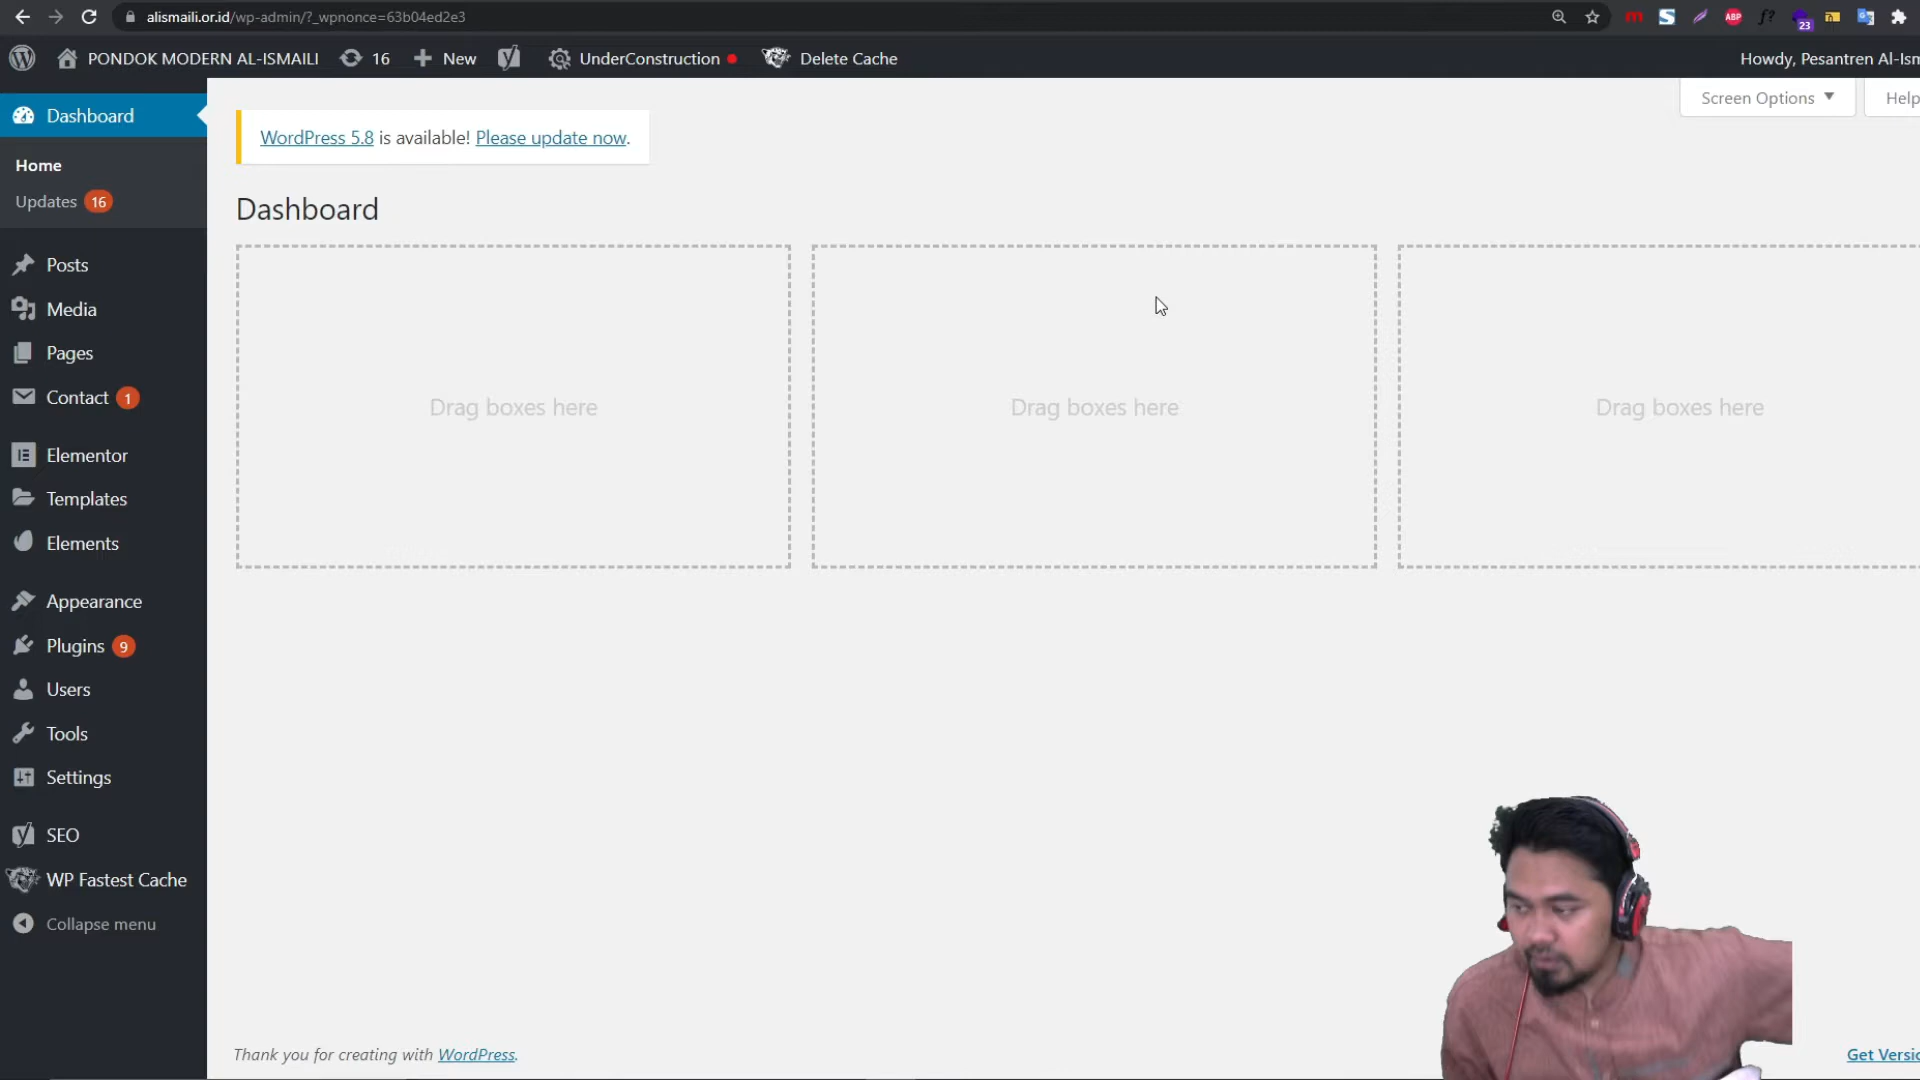 alismaili.or.id/wp-admin/?_wpnonce=63b04ed2e3
ABP
23
PONDOK MODERN AL-ISMAILI
16
New
UnderConstruction
Delete Cache
Howdy, Pesantren Al-Ism
Dashboard
Screen Options
Help
WordPress 5.8 is available! Please update now.
Home
Updates 16
Dashboard
Posts
Media
Pages
Contact 1
Drag boxes here
Drag boxes here
Drag boxes here
Elementor
Templates
Elements
Appearance
Plugins 9
Users
Tools
Settings
SEO
WP Fastest Cache
Collapse menu
Thank you for creating with WordPress.
Get Versio